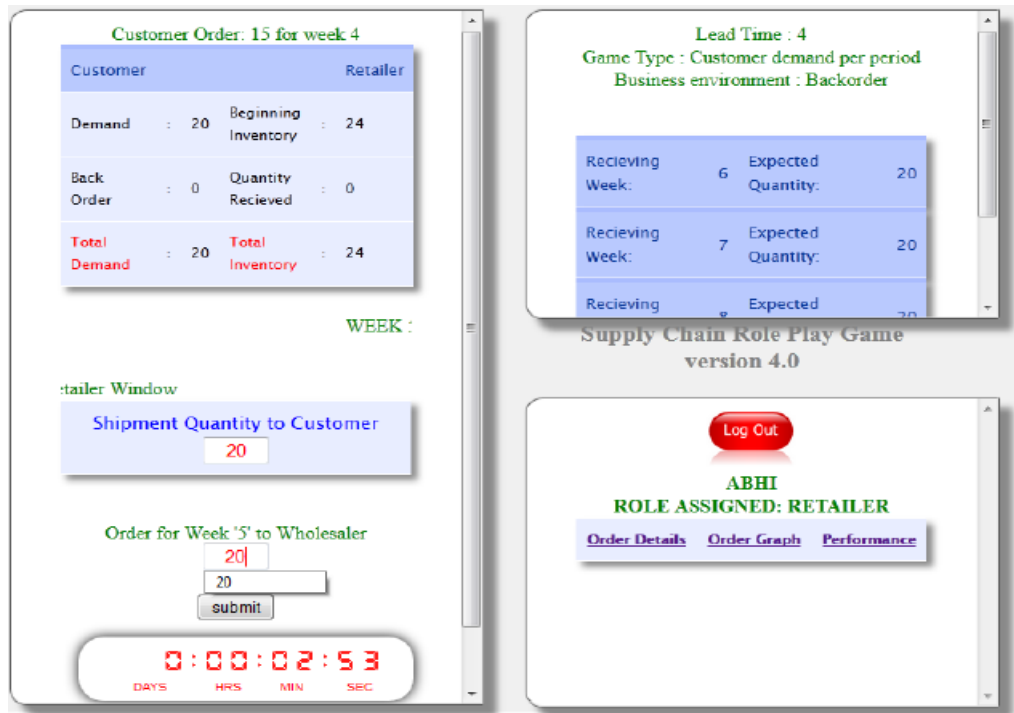 Customer Order: 15 for week 4
Customer Retailer
Demand : 20 Beginning Inventory : 24
Back Order : 0 Quantity Recieved : 0
Total Demand : 20 Total Inventory : 24
WEEK :
etailer Window
Shipment Quantity to Customer
20
Order for Week '5' to Wholesaler
20
20
submit
0:00:02:53
DAYS HRS MIN SEC
Lead Time : 4
Game Type : Customer demand per period
Business environment : Backorder
Recieving Week: 6 Expected Quantity: 20
Recieving Week: 7 Expected Quantity: 20
Recieving 8 Expected 20
Supply Chain Role Play Game
version 4.0
Log Out
ABHI
ROLE ASSIGNED: RETAILER
Order Details Order Graph Performance